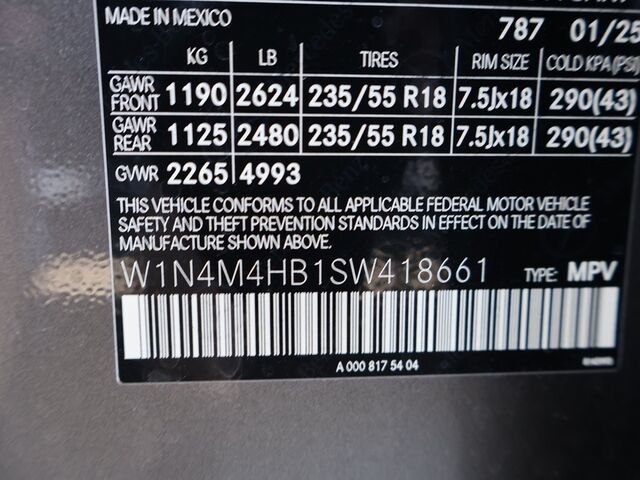 MADE IN MEXICO 787 01/25
KG LB TIRES RIM SIZE COLD KPA(PSI)
GAWR FRONT 1190 2624 235/55 R18 7.5Jx18 290(43)
GAWR REAR 1125 2480 235/55 R18 7.5Jx18 290(43)
GVWR 2265 4993
THIS VEHICLE CONFORMS TO ALL APPLICABLE FEDERAL MOTOR VEHICLE
SAFETY AND THEFT PREVENTION STANDARDS IN EFFECT ON THE DATE OF
MANUFACTURE SHOWN ABOVE.
W1N4M4HB1SW418661 TYPE: MPV
A 000 817 54 04